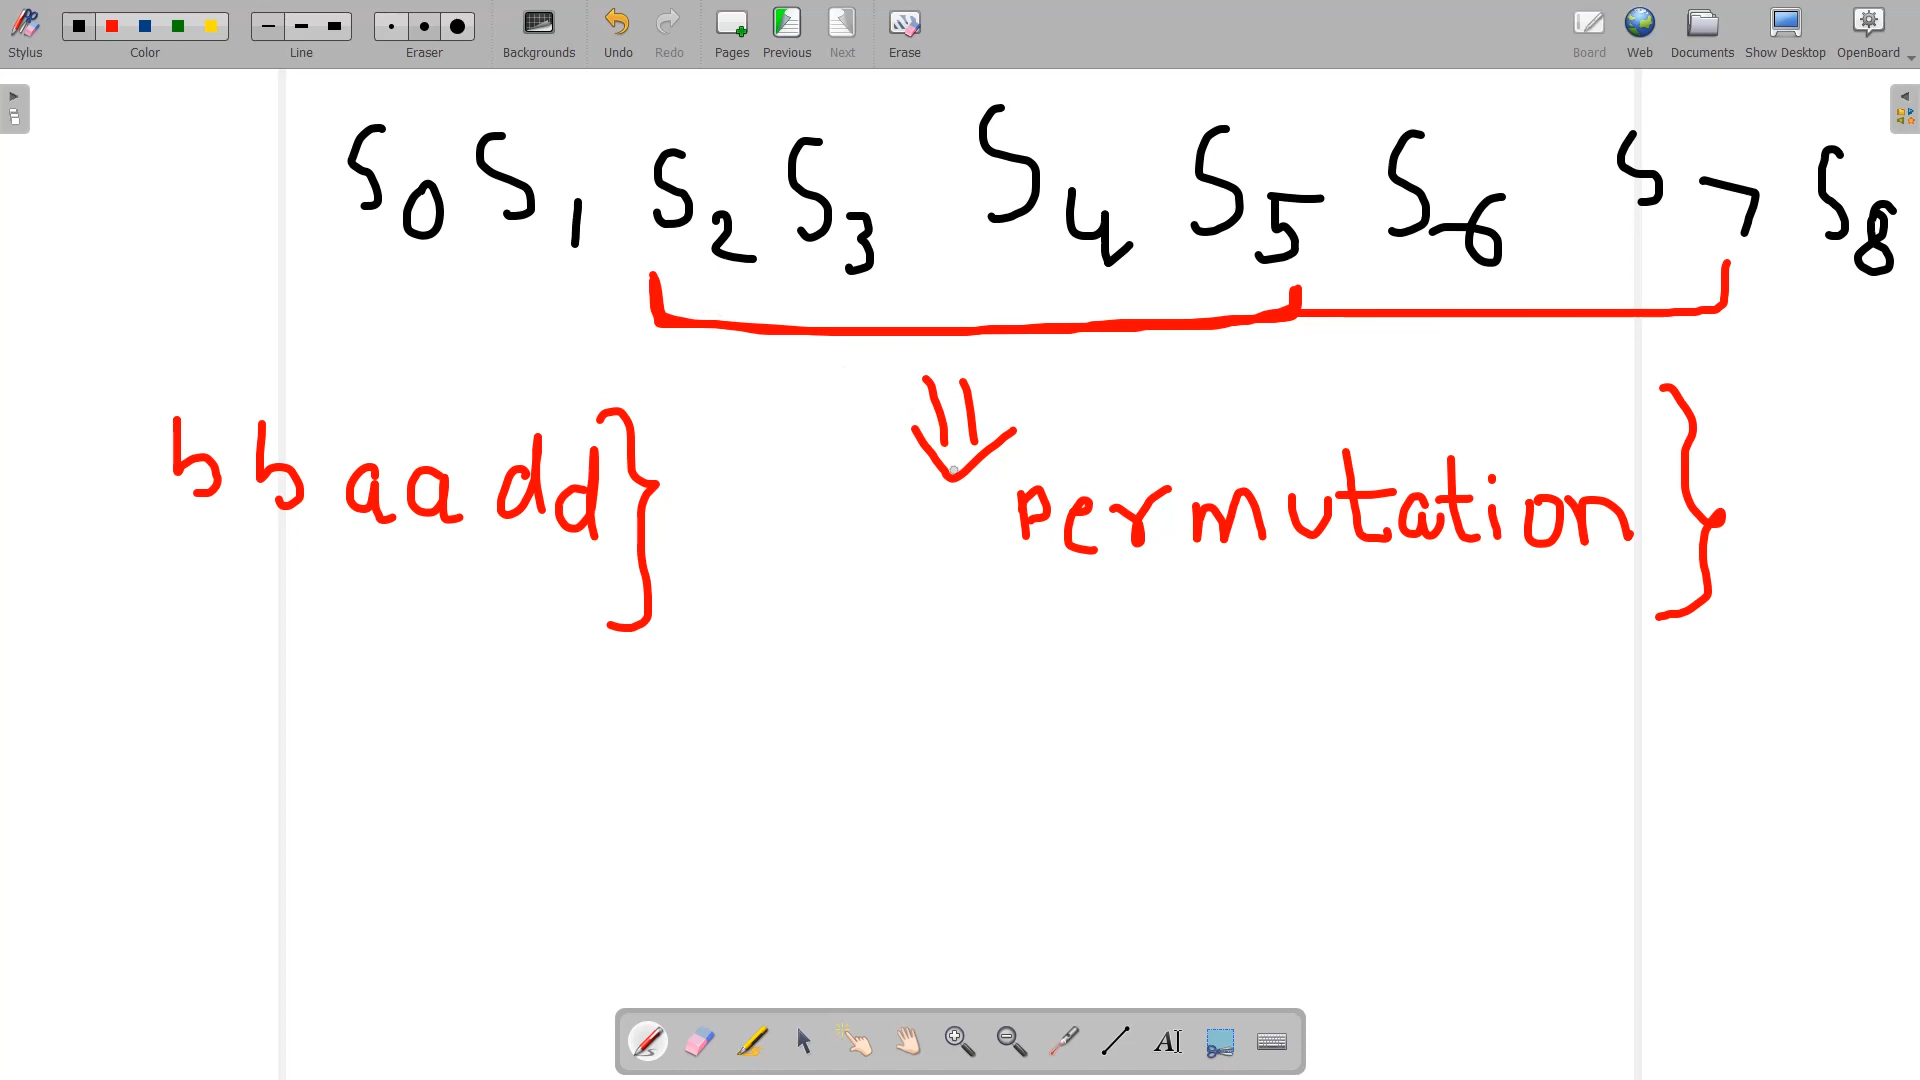 Stylus Color Line Eraser Backgrounds Undo Redo Pages Previous Next Erase Board Web Documents Show Desktop OpenBoard
S0 S1 S2 S3 S4 S5 S6 S7 S8
bbaadd} permutation}